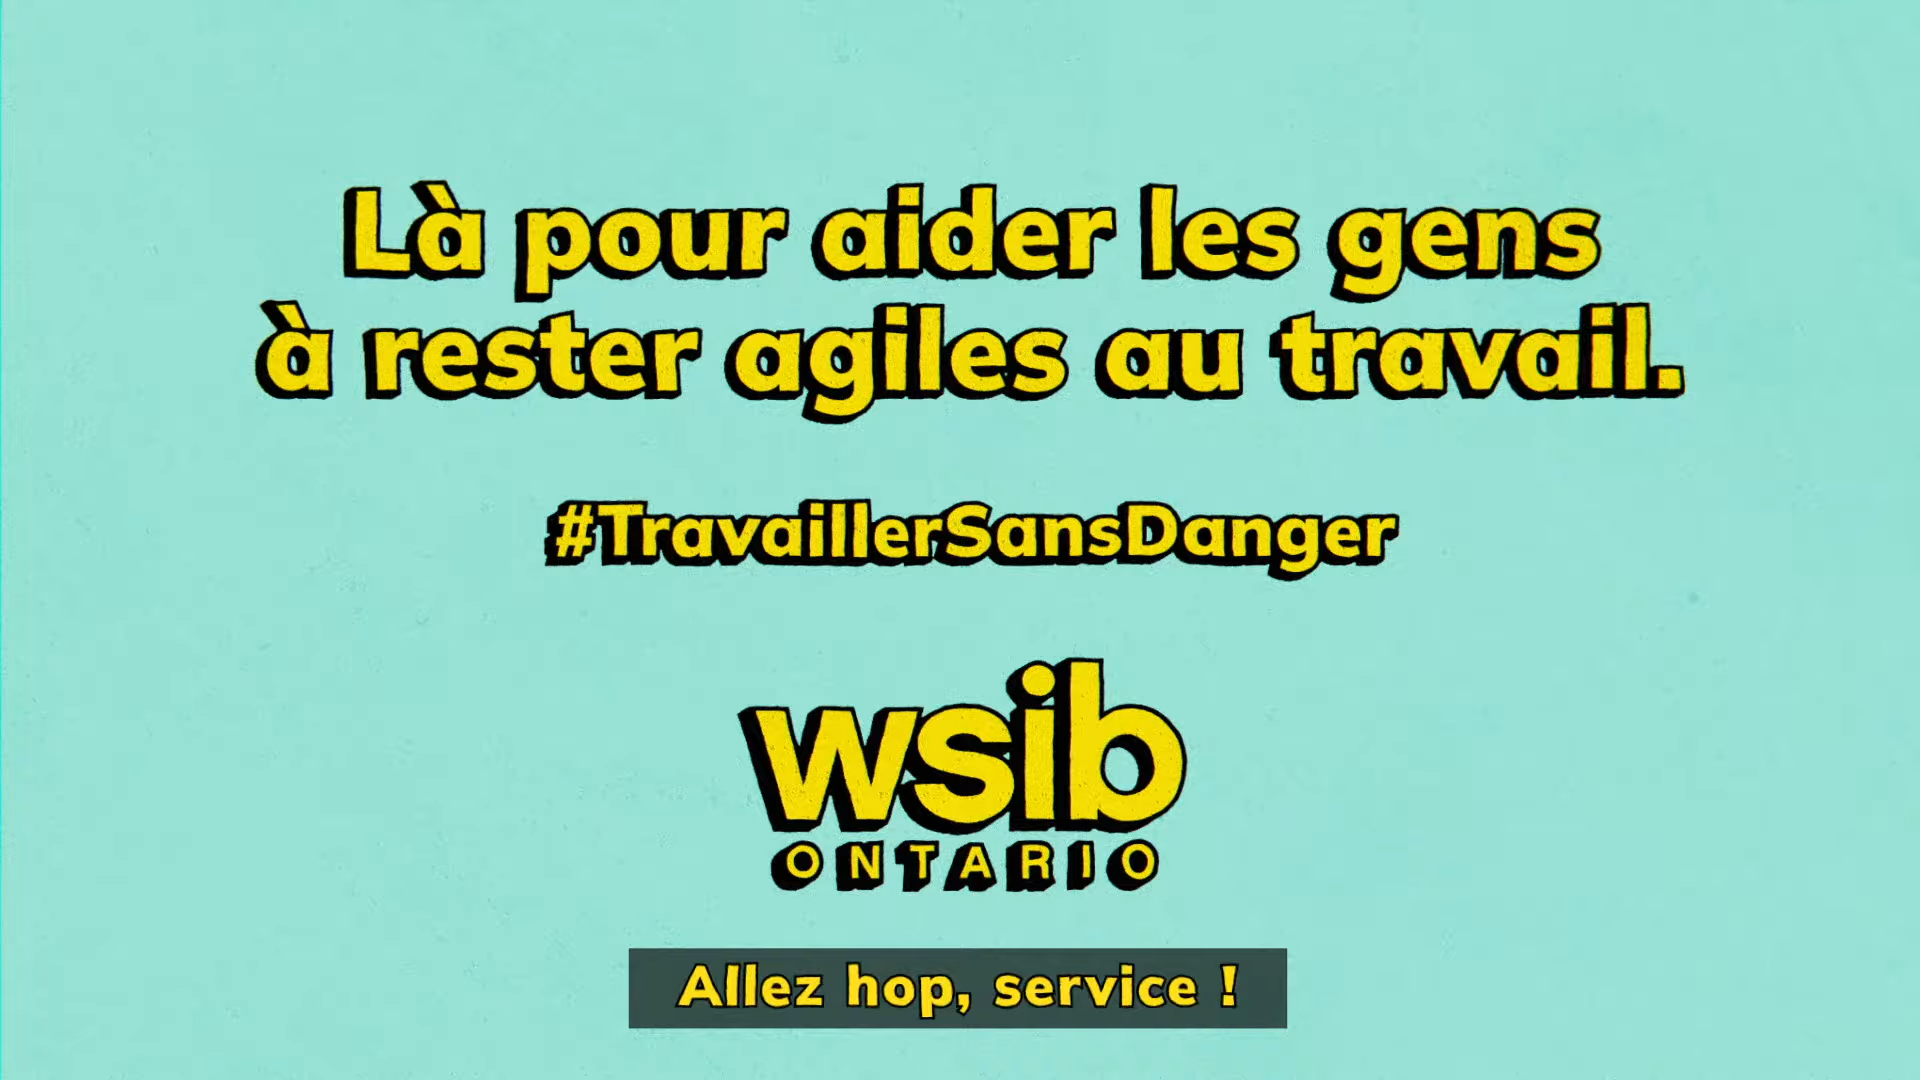 Là pour aider les gens
à rester agiles au travail.
#TravaillerSansDanger
wsib
ONTARIO
Allez hop, service !